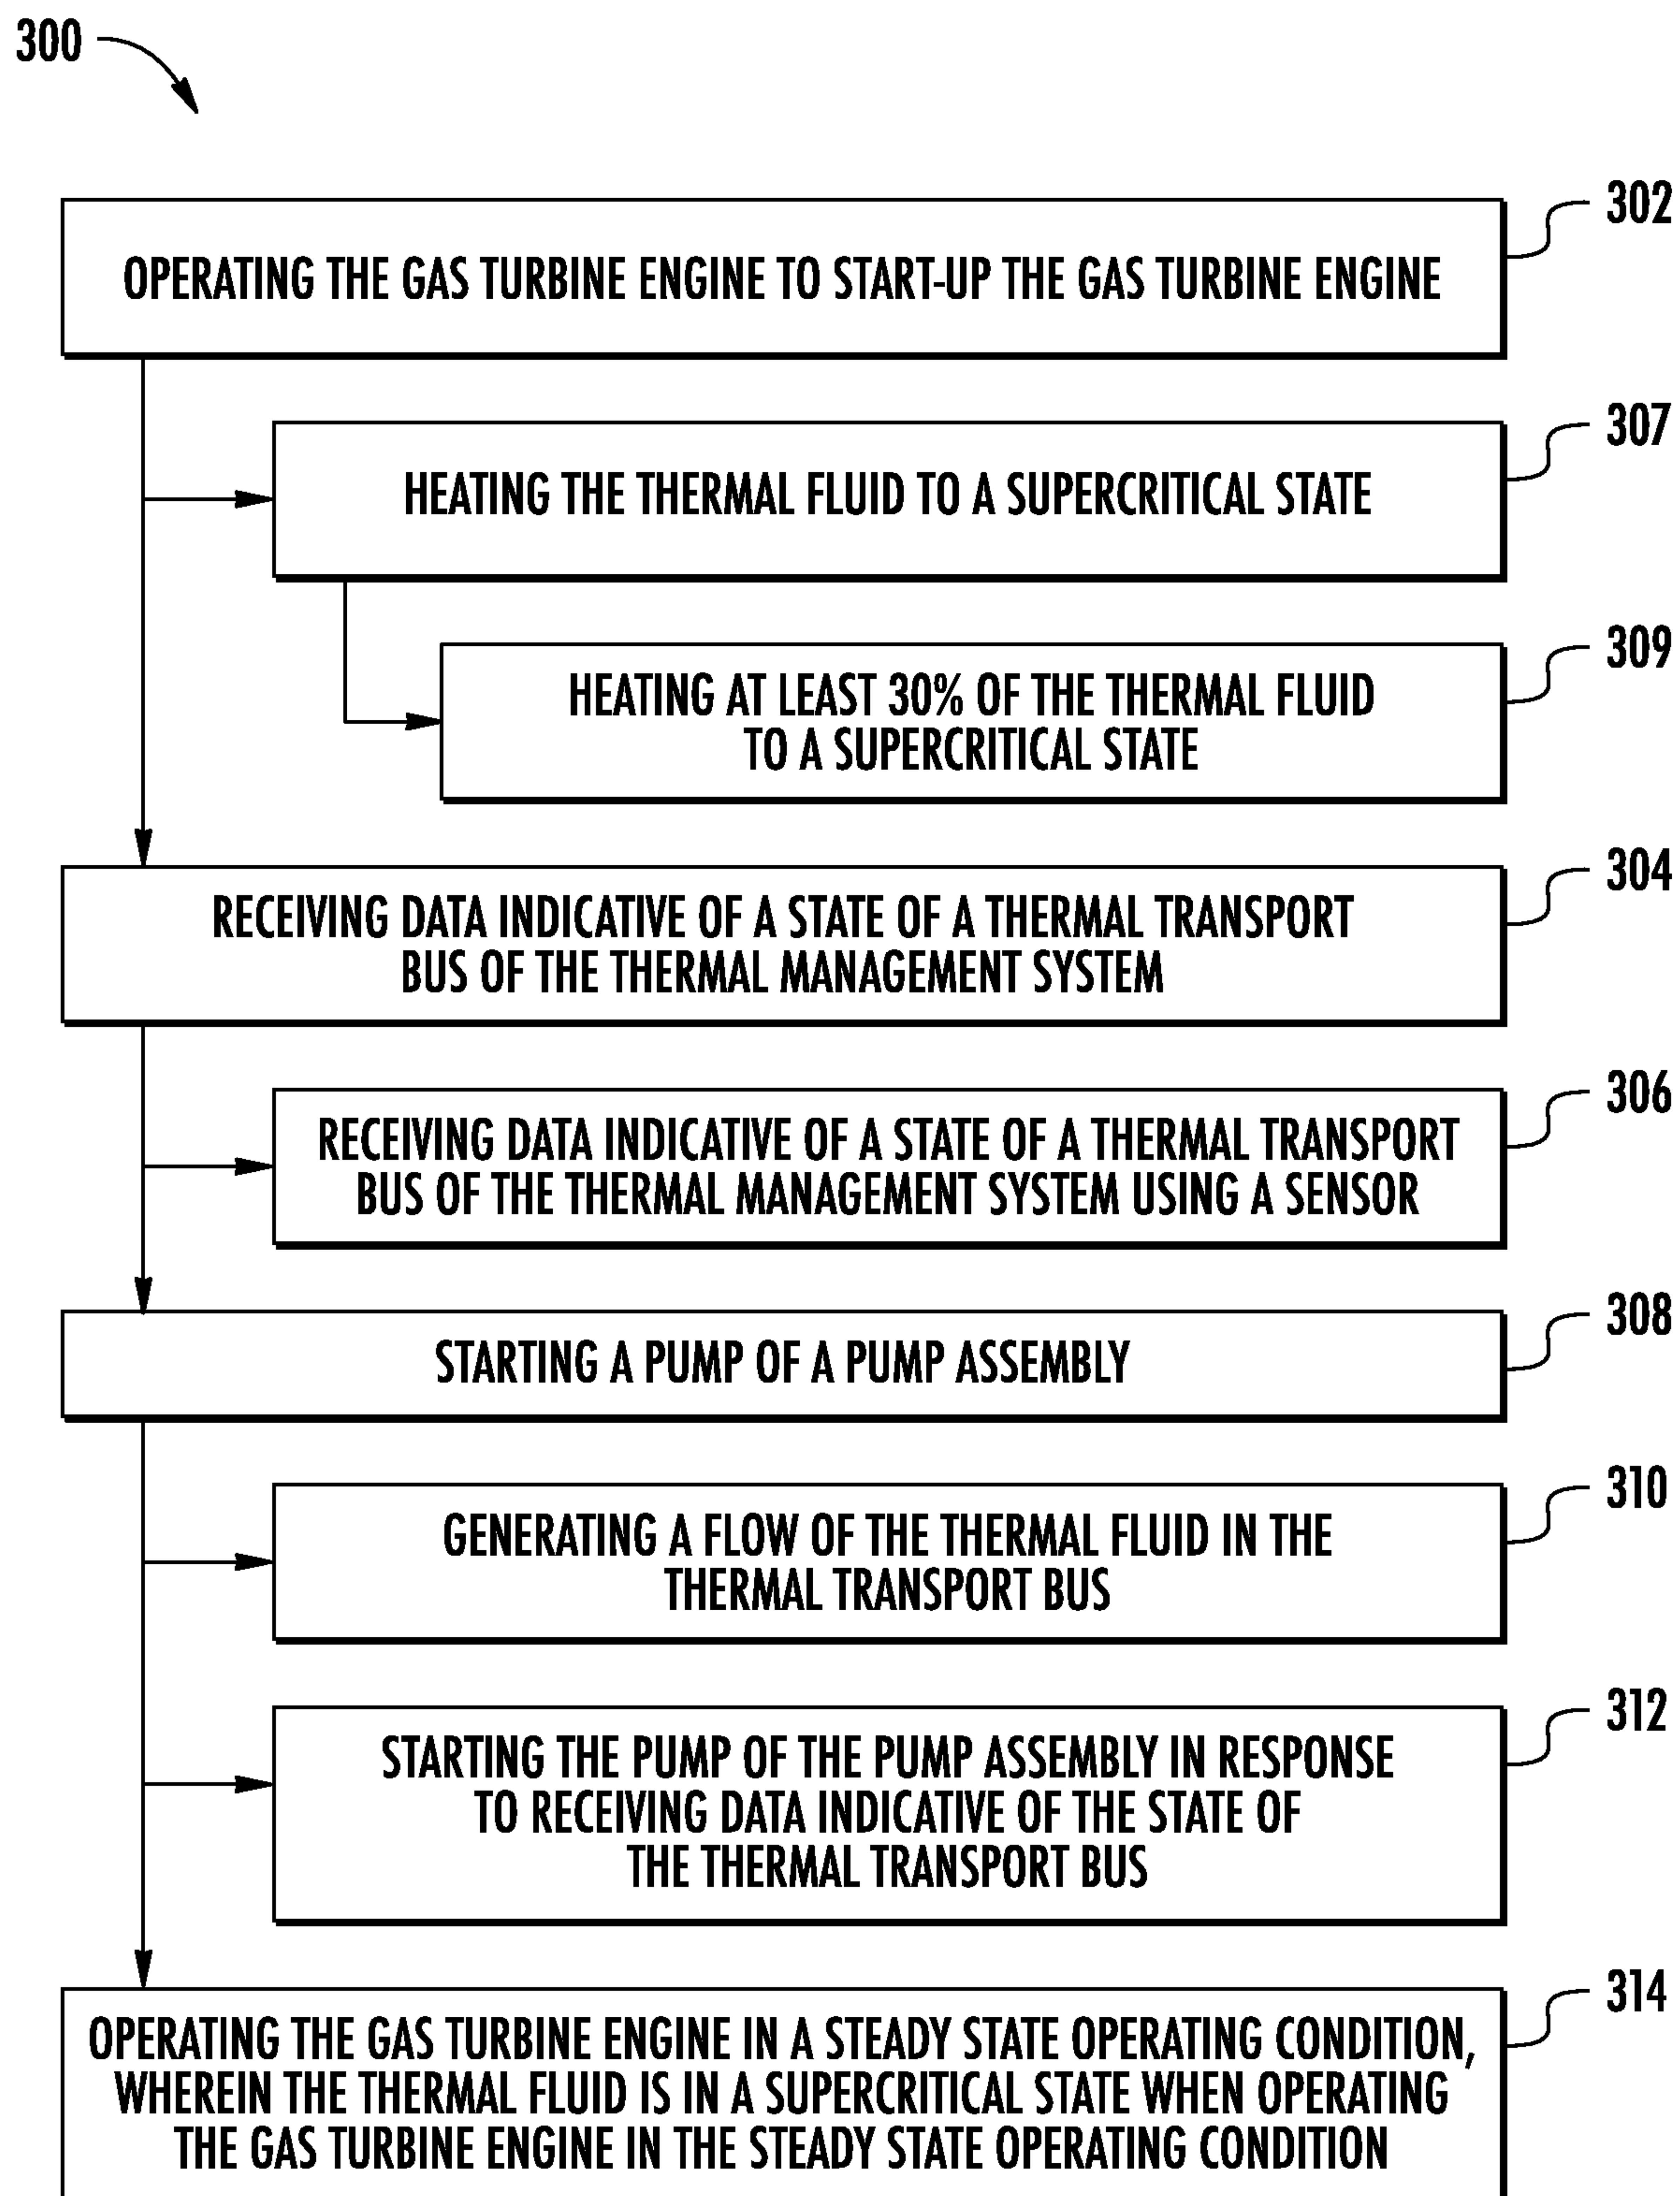 300
302
OPERATING THE GAS TURBINE ENGINE TO START-UP THE GAS TURBINE ENGINE
307
HEATING THE THERMAL FLUID TO A SUPERCRITICAL STATE
309
HEATING AT LEAST 30% OF THE THERMAL FLUID
TO A SUPERCRITICAL STATE
304
RECEIVING DATA INDICATIVE OF A STATE OF A THERMAL TRANSPORT
BUS OF THE THERMAL MANAGEMENT SYSTEM
306
RECEIVING DATA INDICATIVE OF A STATE OF A THERMAL TRANSPORT
BUS OF THE THERMAL MANAGEMENT SYSTEM USING A SENSOR
308
STARTING A PUMP OF A PUMP ASSEMBLY
310
GENERATING A FLOW OF THE THERMAL FLUID IN THE
THERMAL TRANSPORT BUS
312
STARTING THE PUMP OF THE PUMP ASSEMBLY IN RESPONSE
TO RECEIVING DATA INDICATIVE OF THE STATE OF
THE THERMAL TRANSPORT BUS
314
OPERATING THE GAS TURBINE ENGINE IN A STEADY STATE OPERATING CONDITION,
WHEREIN THE THERMAL FLUID IS IN A SUPERCRITICAL STATE WHEN OPERATING
THE GAS TURBINE ENGINE IN THE STEADY STATE OPERATING CONDITION